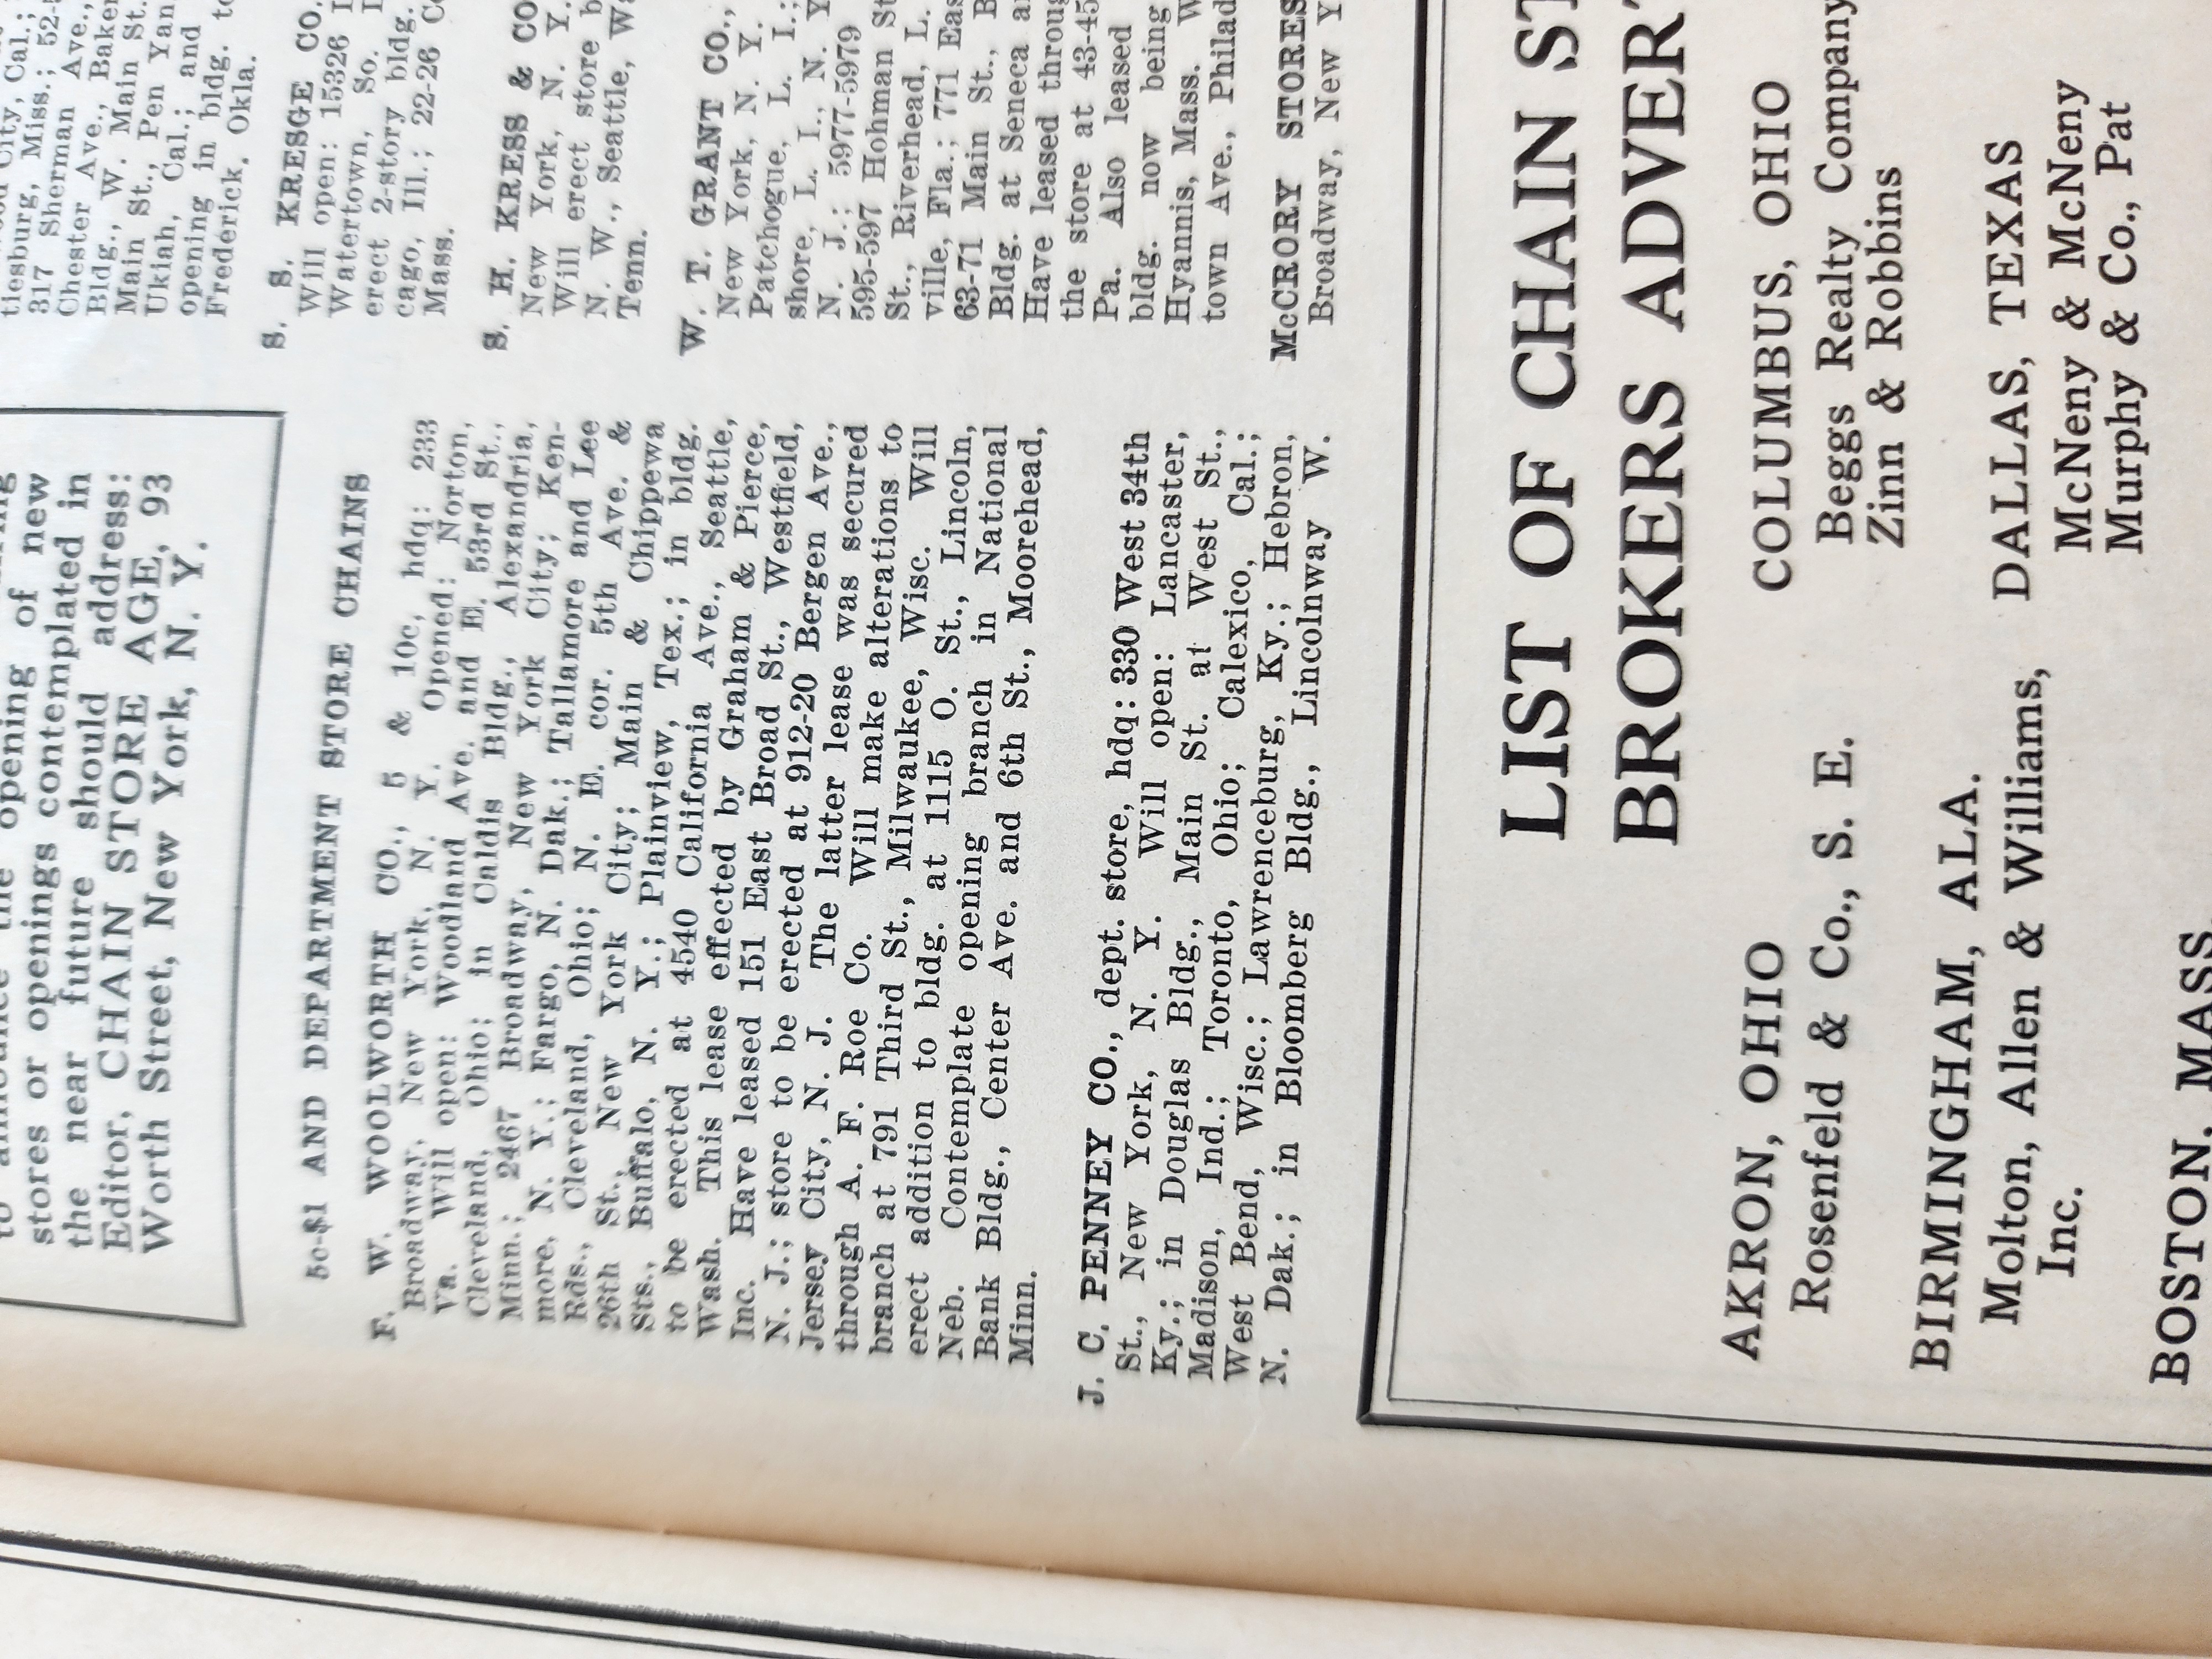 opening of new
stores or openings contemplated in
the near future should address:
Editor, CHAIN STORE AGE, 93
Worth Street, New York, N. Y.
5c-$1 AND DEPARTMENT STORE CHAINS
F. W. WOOLWORTH CO., 5 & 10c, hdq: 233
Broadway, New York, N. Y. Opened: Norton,
Va. Will open: Woodland Ave. and E. 53rd St.,
Cleveland, Ohio; in Caldis Bldg., Alexandria,
Minn.; 2467 Broadway, New York City; Ken-
more, N. Y.; Fargo, N. Dak.; Tallamore and Lee
Rds., Cleveland, Ohio; N. E. cor. 5th Ave. &
26th St., New York City; Main & Chippewa
Sts., Buffalo, N. Y.; Plainview, Tex.; in bldg.
to be erected at 4540 California Ave., Seattle,
Wash. This lease effected by Graham & Pierce,
Inc. Have leased 151 East Broad St., Westfield,
N. J.; store to be erected at 912-20 Bergen Ave.,
Jersey City, N. J. The latter lease was secured
through A. F. Roe Co. Will make alterations to
branch at 791 Third St., Milwaukee, Wisc. Will
erect addition to bldg. at 1115 O. St., Lincoln,
Neb. Contemplate opening branch in National
Bank Bldg., Center Ave. and 6th St., Moorehead,
Minn.
J. C. PENNEY CO., dept. store, hdq: 330 West 34th
St., New York, N. Y. Will open: Lancaster,
Ky.; in Douglas Bldg., Main St. at West St.,
Madison, Ind.; Toronto, Ohio; Calexico, Cal.;
West Bend, Wisc.; Lawrenceburg, Ky.; Hebron,
N. Dak.; in Bloomberg Bldg., Lincolnway W.
City, Cal.;
tiesburg, Miss.; 52-
317 Sherman Ave.,
Chester Ave., Baker
Bldg., W. Main St.
Main St., Pen Yan
Ukiah, Cal.; and
opening in bldg. to
Frederick, Okla.
S. S. KRESGE CO.
Will open: 15326
Watertown, So.
erect 2-story bldg.
cago, Ill.; 22-26
Mass.
S. H. KRESS & CO
New York, N. Y.
Will erect store
N. W., Seattle,
Tenn.
W. T. GRANT CO.,
New York, N. Y.
Patchogue, L. I.;
shore, L. I., N. Y
N. J.; 5977-5979
595-597 Hohman St
St., Riverhead, L.
ville, Fla.; 771 Eas
63-71 Main St., B
Bldg. at Seneca a
Have leased throug
the store at 43-45
Pa. Also leased
bldg. now being
Hyannis, Mass. W
town Ave., Philad
McCRORY STORES
Broadway, New Y
LIST OF CHAIN ST
BROKERS ADVERT
AKRON, OHIO
Rosenfeld & Co., S. E.
BIRMINGHAM, ALA.
Molton, Allen & Williams,
Inc.
BOSTON, MASS.
COLUMBUS, OHIO
Beggs Realty Company
Zinn & Robbins
DALLAS, TEXAS
McNeny & McNeny
Murphy & Co., Pat